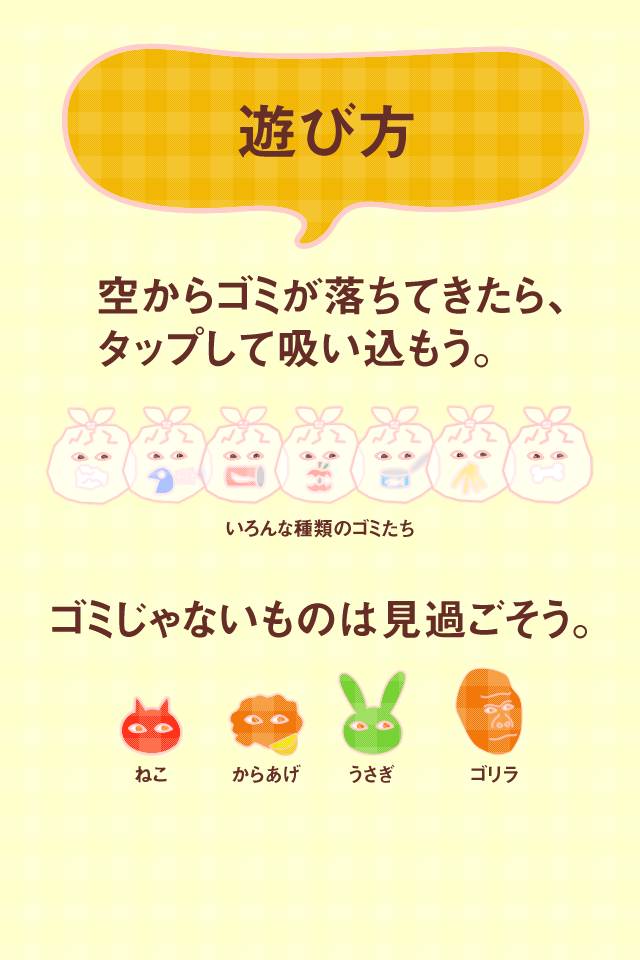 遊び方
空からゴミが落ちてきたら、
タップして吸い込もう。
いろんな種類のゴミたち
ゴミじゃないものは見過ごそう。
ねこ
からあげ
うさぎ
ゴリラ